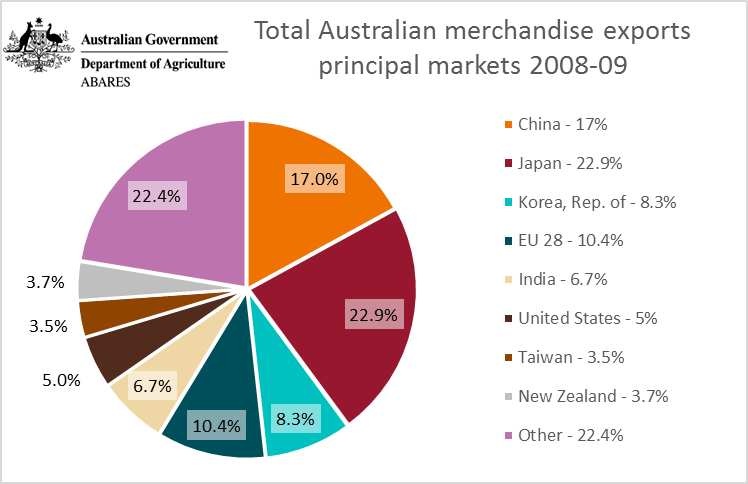 Australian Government
Department of Agriculture
ABARES
Total Australian merchandise exports
principal markets 2008-09
17.0%
22.9%
8.3%
10.4%
6.7%
5.0%
3.5%
3.7%
22.4%
China - 17%
Japan - 22.9%
Korea, Rep. of - 8.3%
EU 28 - 10.4%
India - 6.7%
United States - 5%
Taiwan - 3.5%
New Zealand - 3.7%
Other - 22.4%